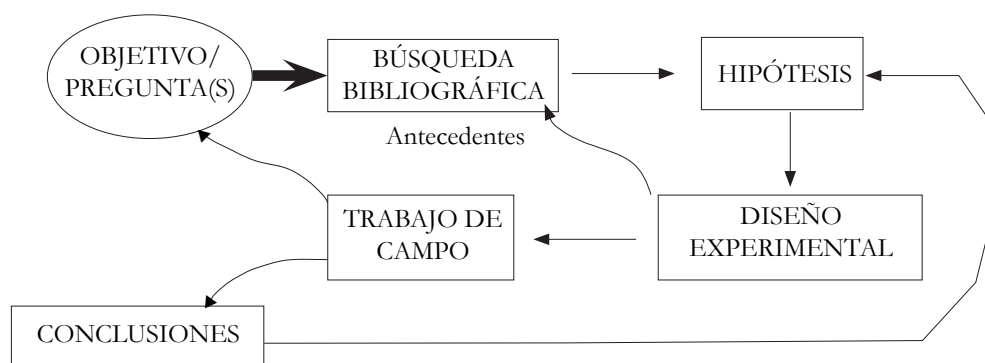 OBJETIVO/
PREGUNTA(S)
BÚSQUEDA
BIBLIOGRÁFICA
HIPÓTESIS
Antecedentes
TRABAJO DE
CAMPO
DISEÑO
EXPERIMENTAL
CONCLUSIONES